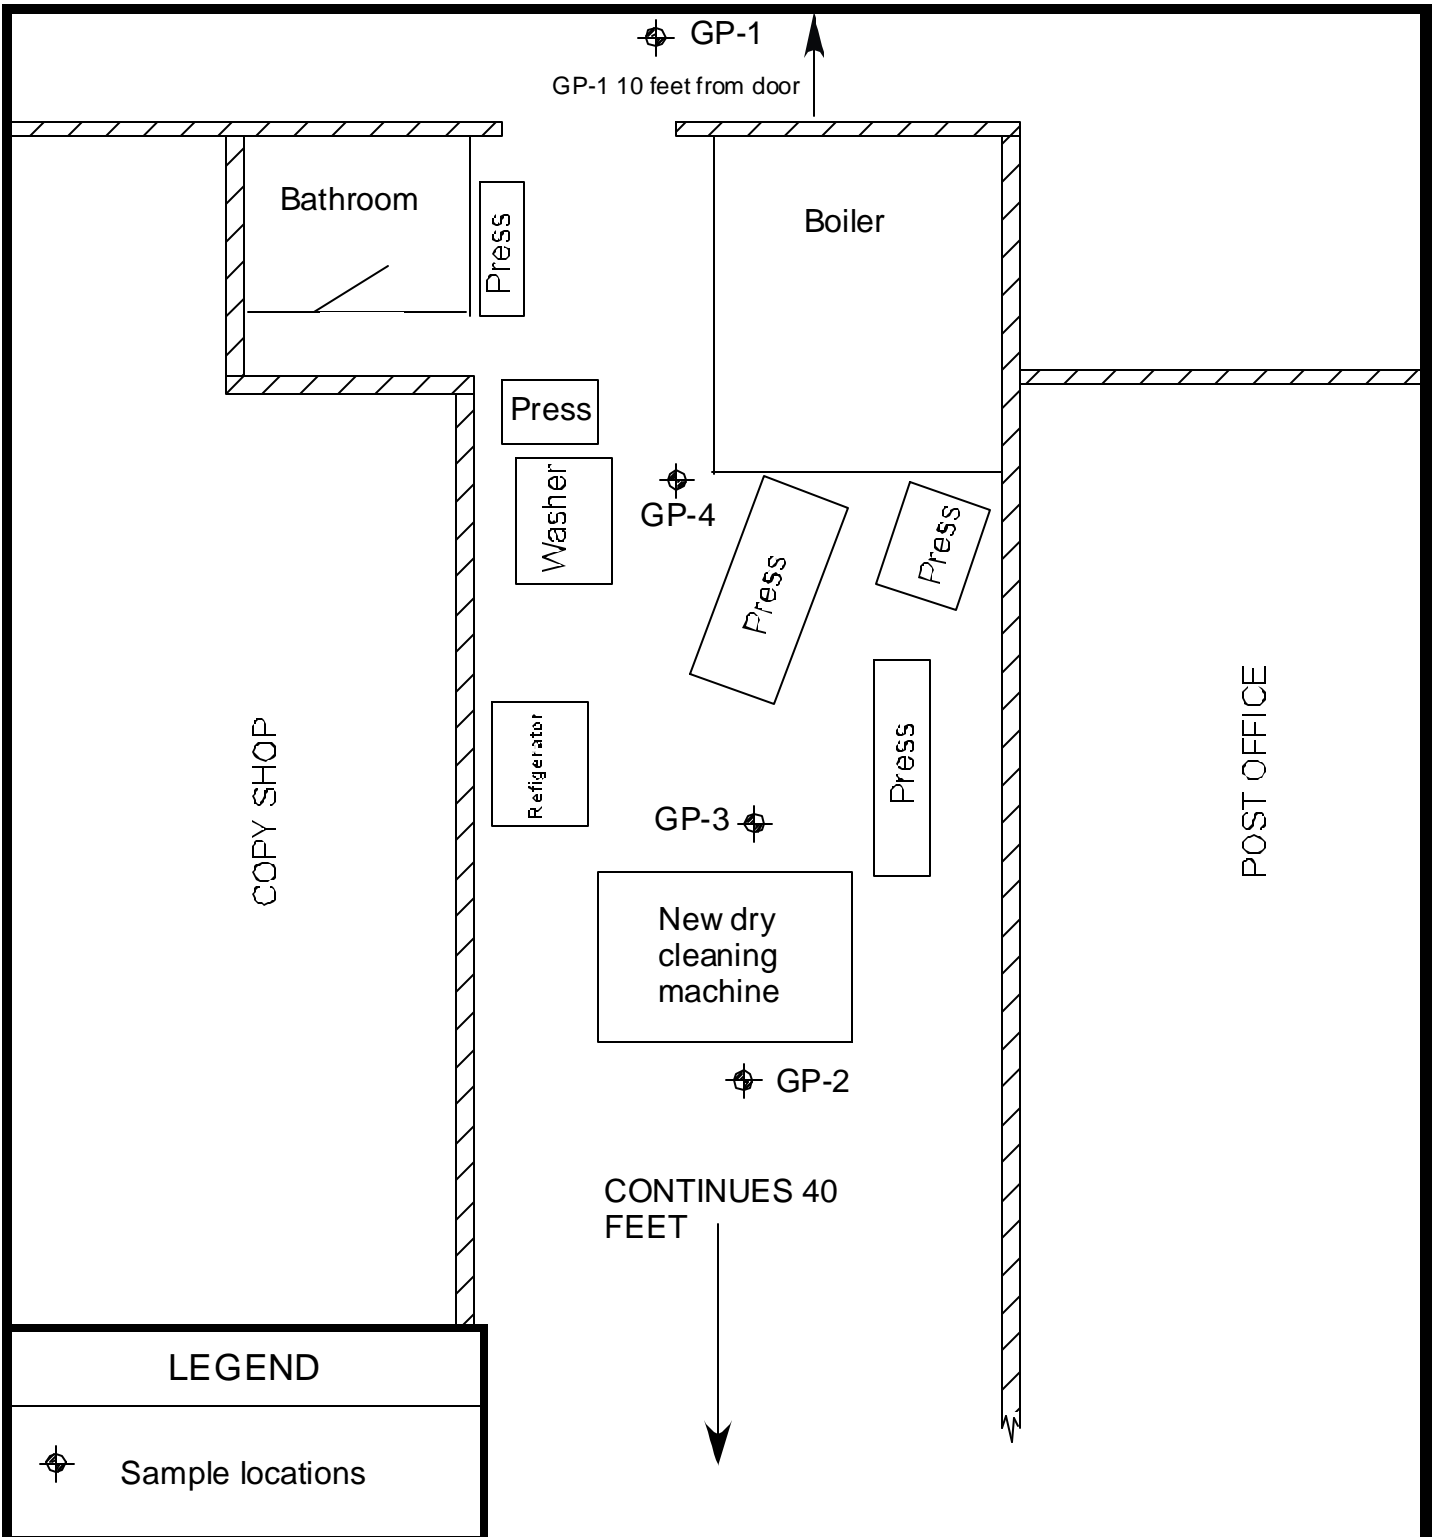 GP-1
GP-1 10 feet from door
Bathroom
Press
Boiler
Press
Washer
GP-4
Press
Press
Refigerator
Press
COPY SHOP
POST OFFICE
GP-3
New dry
cleaning
machine
GP-2
CONTINUES 40
FEET
LEGEND
Sample locations